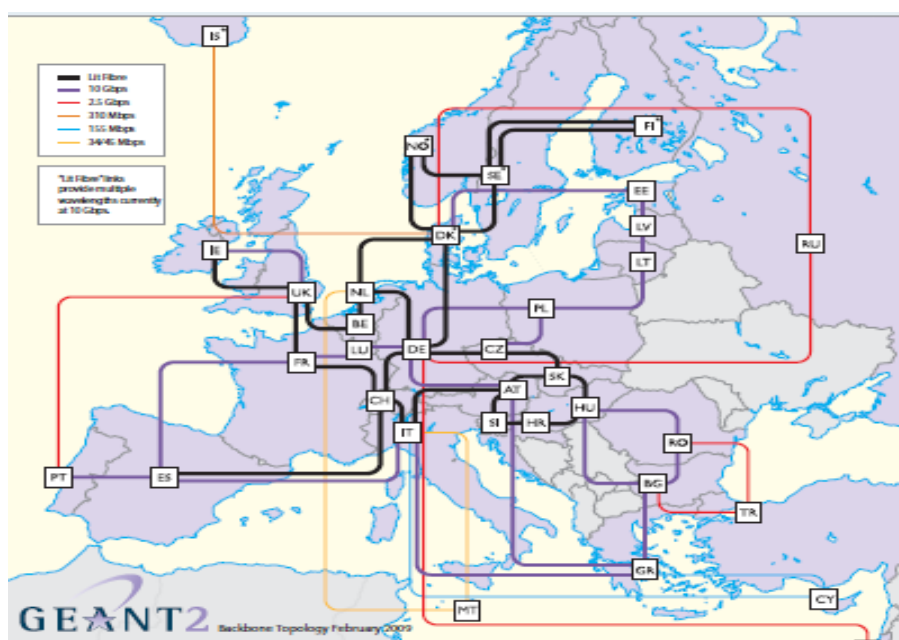 IS*
Lit Fibre
10 Gbps
2.5 Gbps
310 Mbps
155 Mbps
34/45 Mbps
"Lit Fibre" links
provide multiple
wavelengths currently
at 10 Gbps.
NO*
FI*
SE*
EE
DK*
LV
RU
IE
LT
UK
NL
PL
BE
LU
DE
CZ
FR
SK
AT
CH
HU
IT
SI
HR
RO
PT
ES
BG
TR
GR
CY
MT
GEANT2
Backbone Topology February 2009